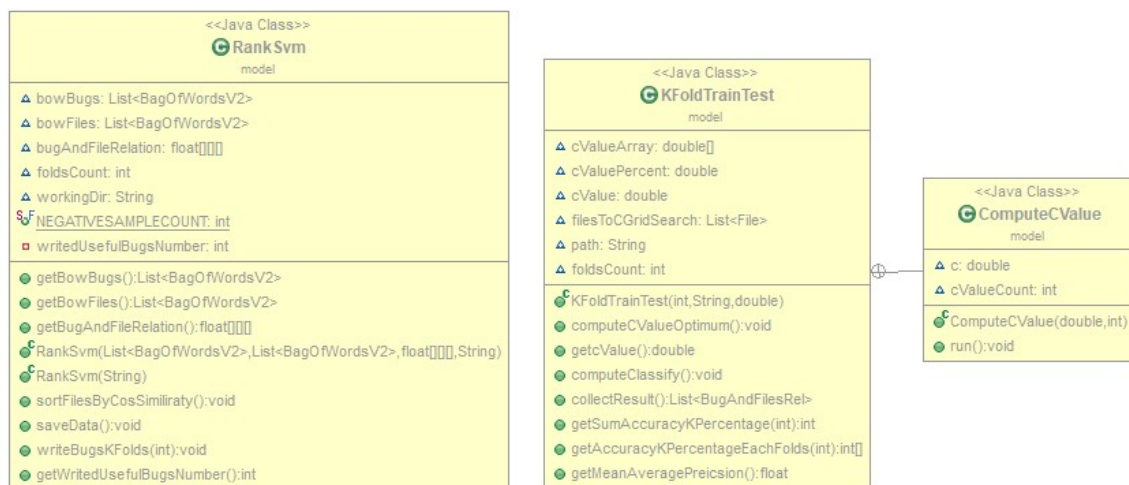 <<Java Class>>
RankSvm
model
bowBugs: List<BagOfWordsV2>
bowFiles: List<BagOfWordsV2>
bugAndFileRelation: float[][][]
foldsCount: int
workingDir: String
NEGATIVESAMPLECOUNT: int
writedUsefulBugsNumber: int
getBowBugs():List<BagOfWordsV2>
getBowFiles():List<BagOfWordsV2>
getBugAndFileRelation():float[][][]
RankSvm(List<BagOfWordsV2>,List<BagOfWordsV2>,float[][][],String)
RankSvm(String)
sortFilesByCosSimiliraty():void
saveData():void
writeBugsKFolds(int):void
getWritedUsefulBugsNumber():int
<<Java Class>>
KFoldTrainTest
model
cValueArray: double[]
cValuePercent: double
cValue: double
filesToCGridSearch: List<File>
path: String
foldsCount: int
KFoldTrainTest(int,String,double)
computeCValueOptimum():void
getcValue():double
computeClassify():void
collectResult():List<BugAndFilesRel>
getSumAccuracyKPercentage(int):int
getAccuracyKPercentageEachFolds(int):int[]
getMeanAveragePreicsion():float
<<Java Class>>
ComputeCValue
model
c: double
cValueCount: int
ComputeCValue(double,int)
run():void